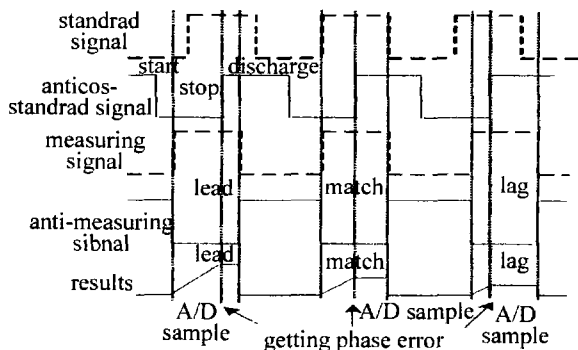 standrad
signal
start
discharge
anticos-
standrad signal
stop
measuring
signal
lead
match
lag
anti-measuring
sibnal
lead
match
lag
results
A/D
sample
A/D sample
A/D
sample
getting phase error